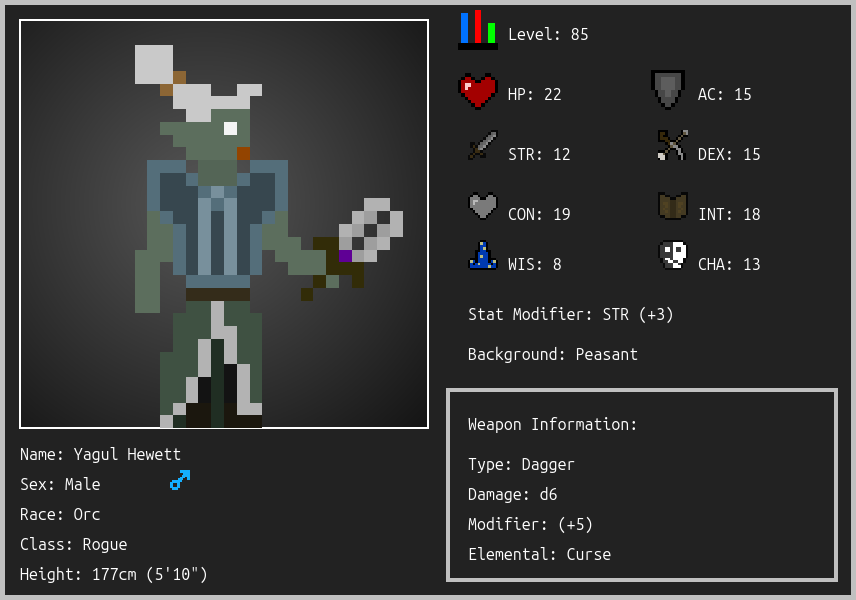 Level: 85
HP: 22
AC: 15
STR: 12
DEX: 15
CON: 19
INT: 18
WIS: 8
CHA: 13
Stat Modifier: STR (+3)
Background: Peasant
Weapon Information:
Type: Dagger
Damage: d6
Modifier: (+5)
Elemental: Curse
Name: Yagul Hewett
Sex: Male
Race: Orc
Class: Rogue
Height: 177cm (5'10")